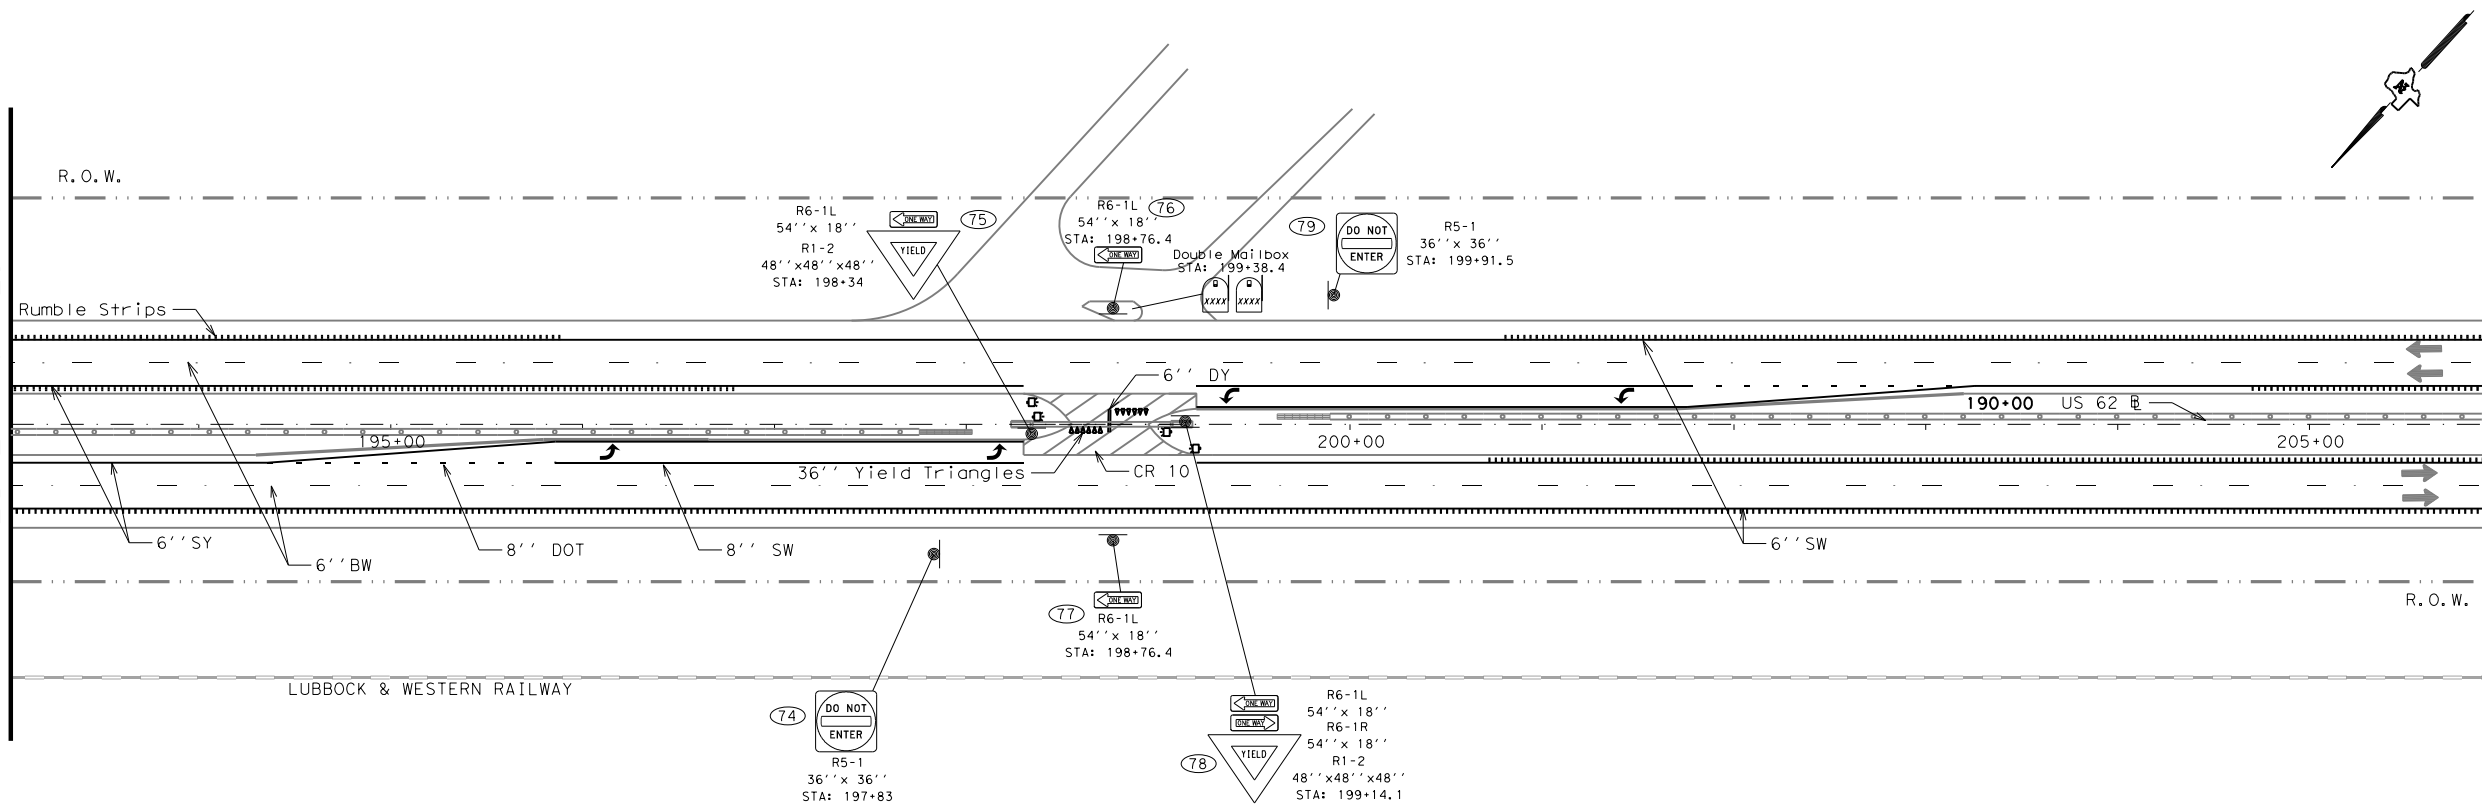 R.O.W.
R6-1L
54''x 18''
R1-2
48''x48''x48''
STA: 198+34
ONE WAY
YIELD
75
R6-1L
54''x 18''
STA: 198+76.4
76
ONE WAY
Double Mailbox
STA: 199+38.4
XXXX
XXXX
79
DO NOT
ENTER
R5-1
36''x 36''
STA: 199+91.5
N
Rumble Strips
6'' DY
190+00
US 62 BL
195+00
200+00
205+00
36'' Yield Triangles
CR 10
6''SY
6''BW
8'' DOT
8'' SW
6''SW
R.O.W.
77
ONE WAY
R6-1L
54''x 18''
STA: 198+76.4
LUBBOCK & WESTERN RAILWAY
74
DO NOT
ENTER
R5-1
36''x 36''
STA: 197+83
78
ONE WAY
ONE WAY
YIELD
R6-1L
54''x 18''
R6-1R
54''x 18''
R1-2
48''x48''x48''
STA: 199+14.1